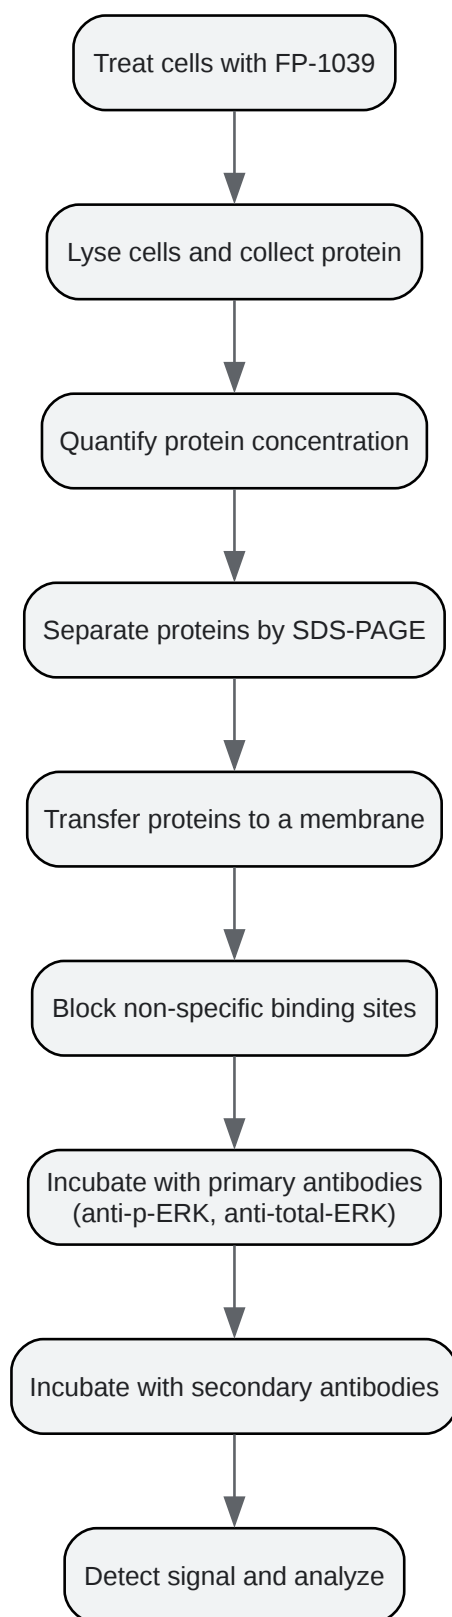 Treat cells with FP-1039
Lyse cells and collect protein
Quantify protein concentration
Separate proteins by SDS-PAGE
Transfer proteins to a membrane
Block non-specific binding sites
Incubate with primary antibodies
(anti-p-ERK, anti-total-ERK)
Incubate with secondary antibodies
Detect signal and analyze